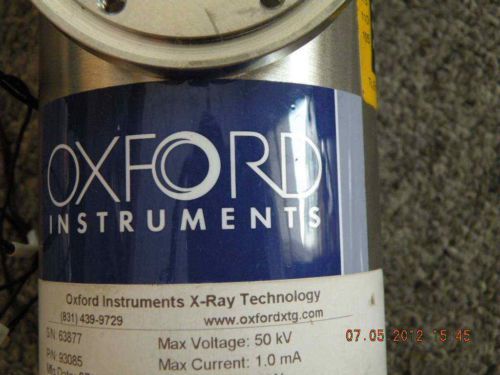 OXFORD
INSTRUMENTS
Oxford Instruments X-Ray Technology
(831) 439-9729 www.oxfordxtg.com
S/N: 63877 Max Voltage: 50 kV
P/N: 93085 Max Current: 1.0 mA
07.05.2012 15:45